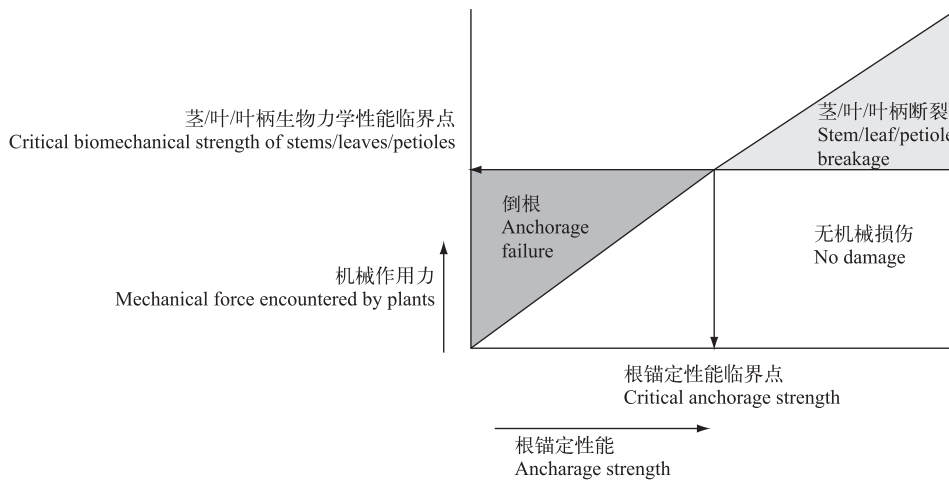 茎/叶/叶柄生物力学性能临界点
Critical biomechanical strength of stems/leaves/petioles
茎/叶/叶柄断裂
Stem/leaf/petiole
breakage
倒根
Anchorage
failure
无机械损伤
No damage
机械作用力
Mechanical force encountered by plants
根锚定性能临界点
Critical anchorage strength
根锚定性能
Ancharage strength